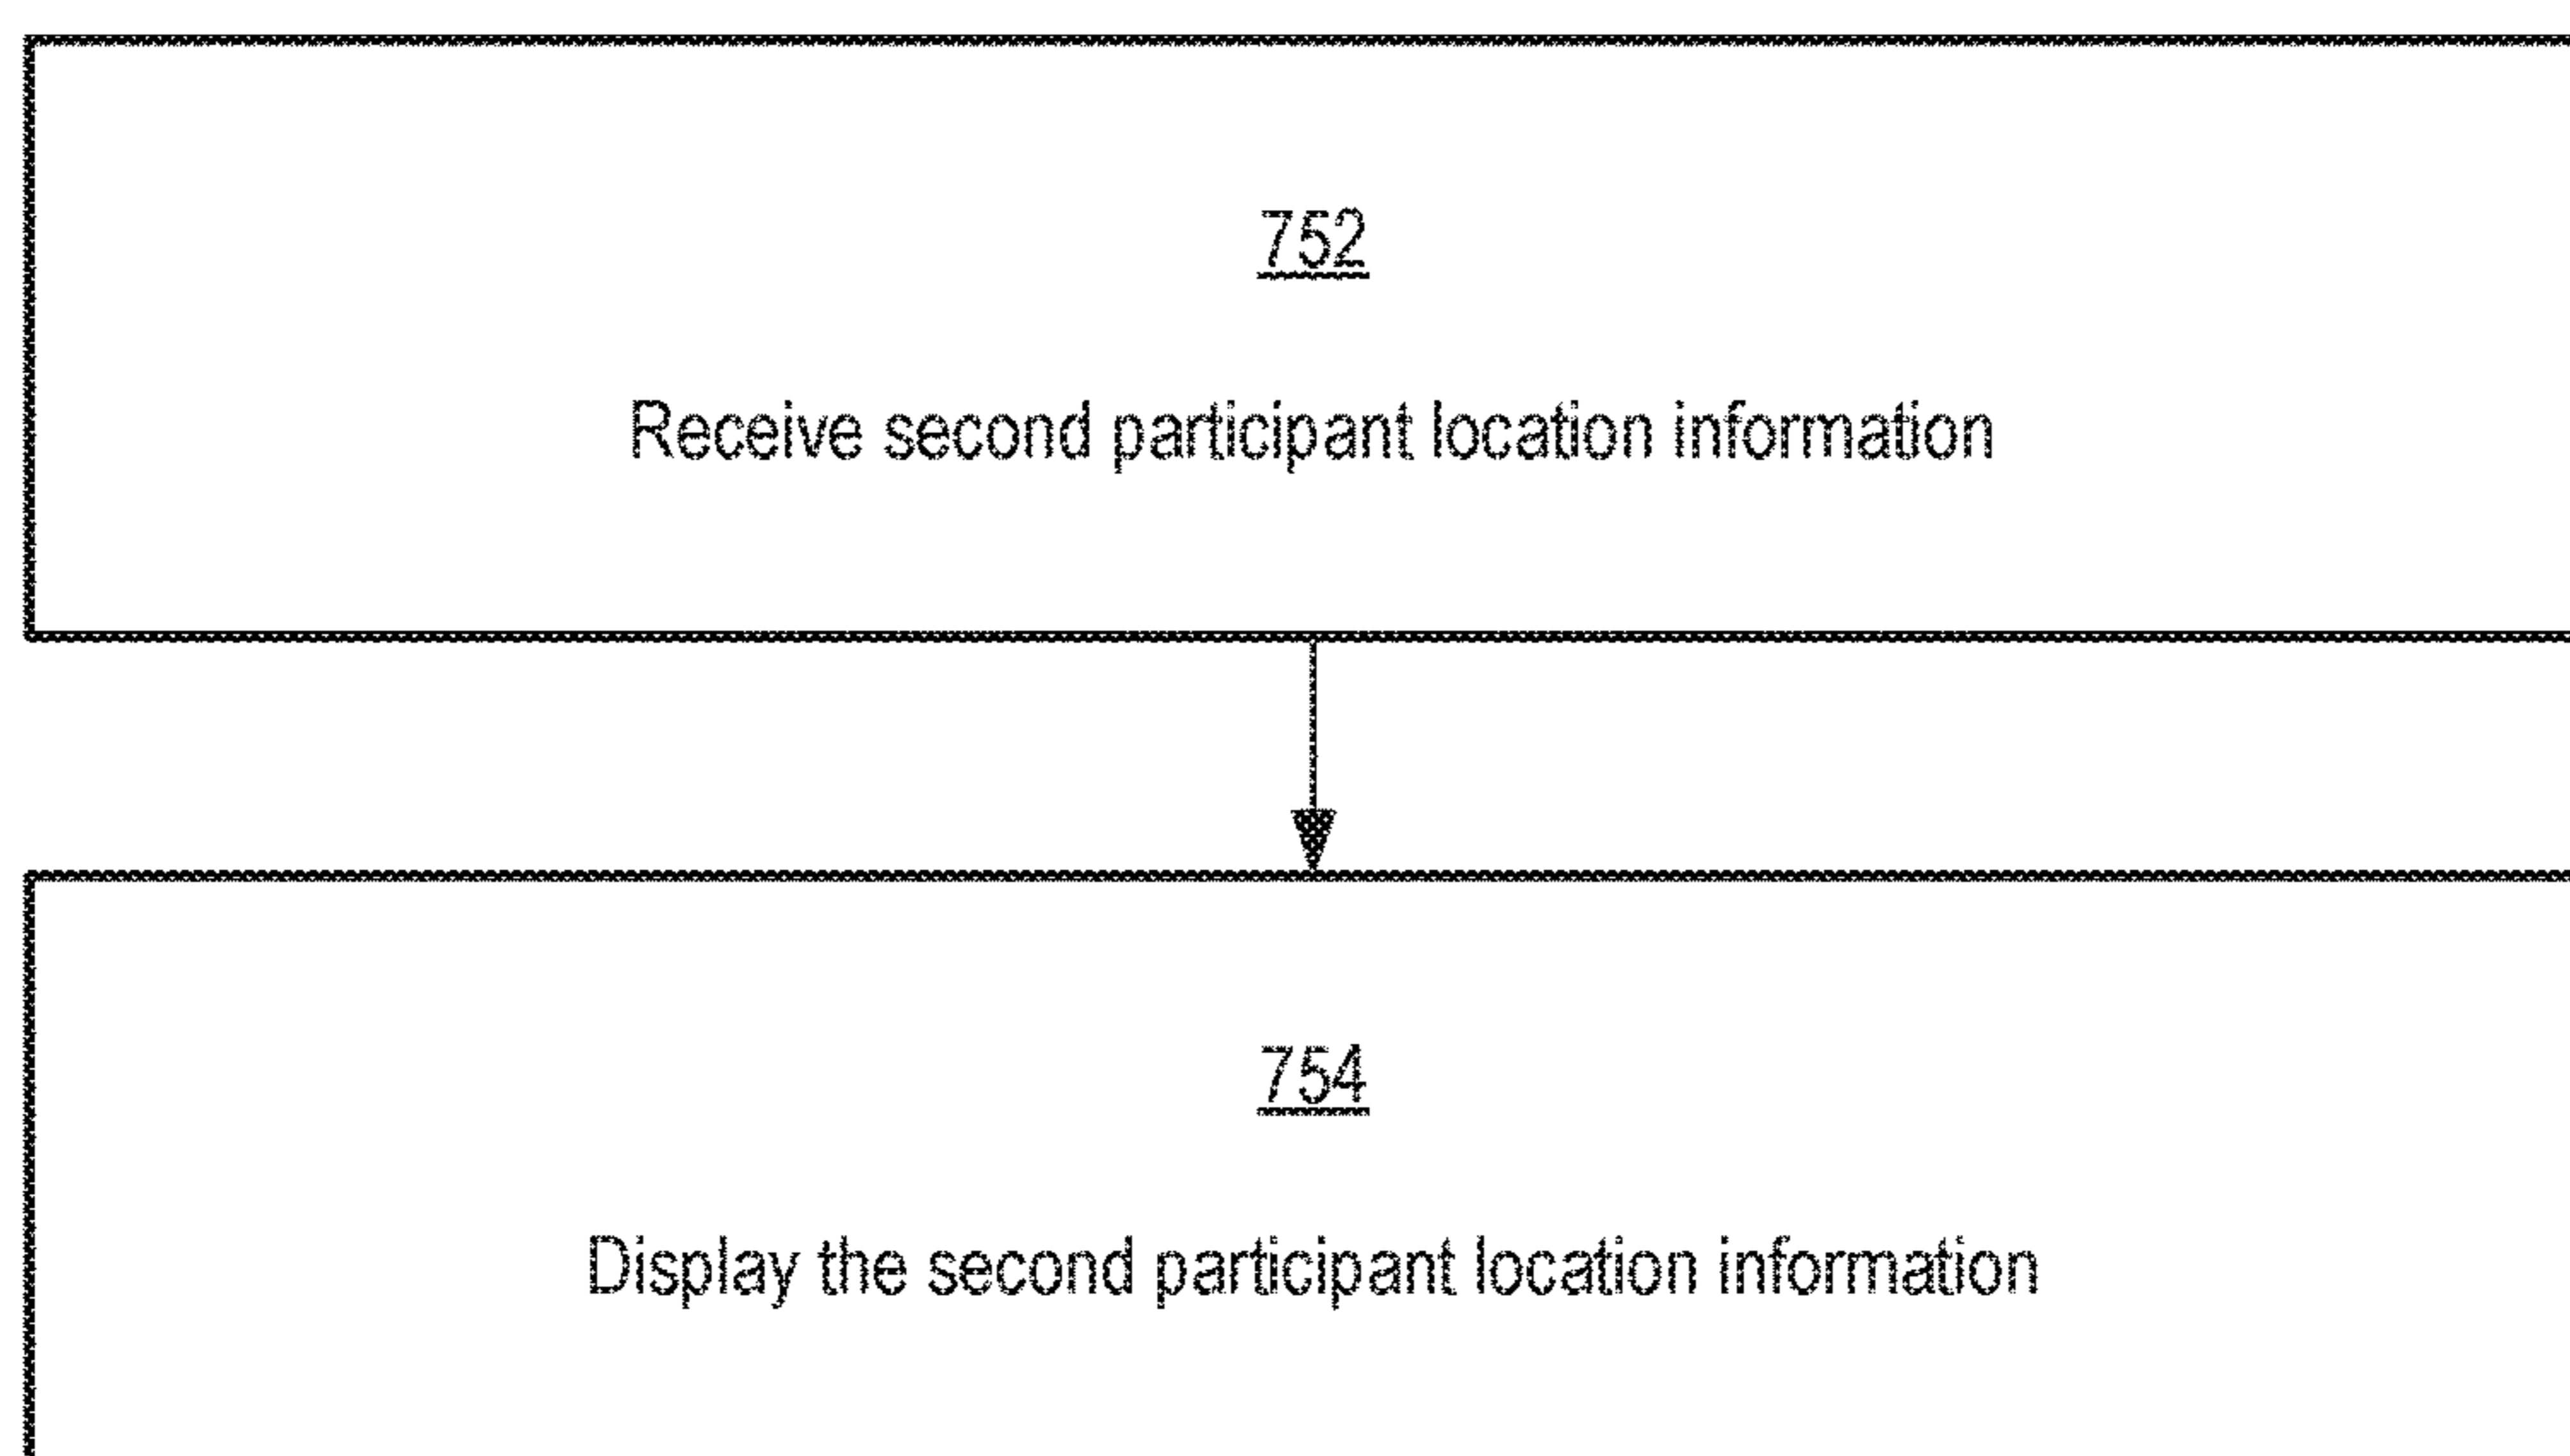 752
Receive second participant location information
754
Display the second participant location information